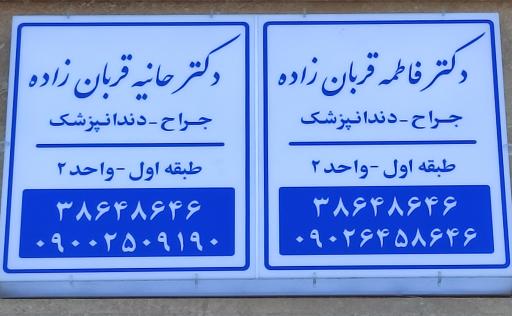 دکتر فاطمه قربان زاده
جراح - دندانپزشک
طبقه اول - واحد ۲
۳۸۶۴۸۶۴۶
۰۹۰۲۶۴۵۸۶۴۶
دکتر حانیه قربان زاده
جراح - دندانپزشک
طبقه اول - واحد ۲
۳۸۶۴۸۶۴۶
۰۹۰۰۲۵۰۹۱۹۰